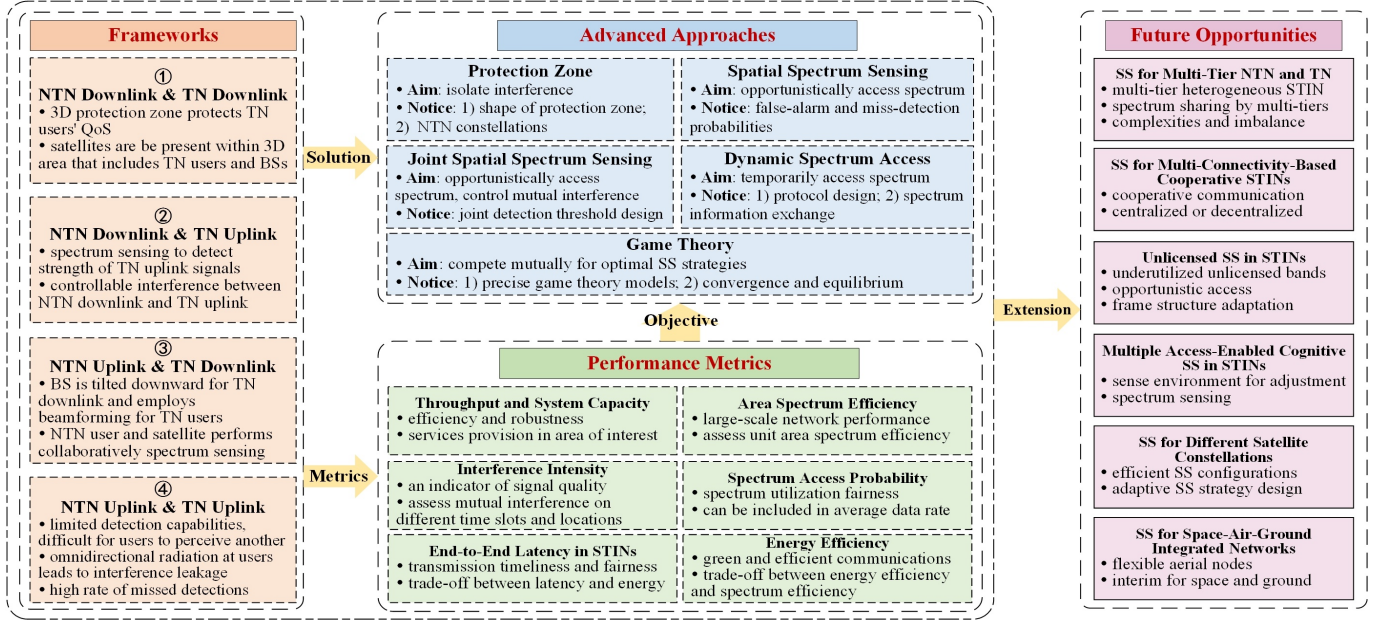 Frameworks
①
NTN Downlink & TN Downlink
• 3D protection zone protects TN
users' QoS
• satellites are be present within 3D
area that includes TN users and BSs
②
NTN Downlink & TN Uplink
• spectrum sensing to detect
strength of TN uplink signals
• controllable interference between
NTN downlink and TN uplink
③
NTN Uplink & TN Downlink
• BS is tilted downward for TN
downlink and employs
beamforming for TN users
• NTN user and satellite performs
collaboratively spectrum sensing
④
NTN Uplink & TN Uplink
• limited detection capabilities,
difficult for users to perceive another
• omnidirectional radiation at users
leads to interference leakage
• high rate of missed detections
Solution
Metrics
Advanced Approaches
Protection Zone
• Aim: isolate interference
• Notice: 1) shape of protection zone;
2) NTN constellations
Spatial Spectrum Sensing
• Aim: opportunistically access spectrum
• Notice: false-alarm and miss-detection
probabilities
Joint Spatial Spectrum Sensing
• Aim: opportunistically access
spectrum, control mutual interference
• Notice: joint detection threshold design
Dynamic Spectrum Access
• Aim: temporarily access spectrum
• Notice: 1) protocol design; 2) spectrum
information exchange
Game Theory
• Aim: compete mutually for optimal SS strategies
• Notice: 1) precise game theory models; 2) convergence and equilibrium
Objective
Performance Metrics
Throughput and System Capacity
• efficiency and robustness
• services provision in area of interest
Area Spectrum Efficiency
• large-scale network performance
• assess unit area spectrum efficiency
Interference Intensity
• an indicator of signal quality
• assess mutual interference on
different time slots and locations
Spectrum Access Probability
• spectrum utilization fairness
• can be included in average data rate
End-to-End Latency in STINs
• transmission timeliness and fairness
• trade-off between latency and energy
Energy Efficiency
• green and efficient communications
• trade-off between energy efficiency
and spectrum efficiency
Extension
Future Opportunities
SS for Multi-Tier NTN and TN
• multi-tier heterogeneous STIN
• spectrum sharing by multi-tiers
• complexities and imbalance
SS for Multi-Connectivity-Based
Cooperative STINs
• cooperative communication
• centralized or decentralized
Unlicensed SS in STINs
• underutilized unlicensed bands
• opportunistic access
• frame structure adaptation
Multiple Access-Enabled Cognitive
SS in STINs
• sense environment for adjustment
• spectrum sensing
SS for Different Satellite
Constellations
• efficient SS configurations
• adaptive SS strategy design
SS for Space-Air-Ground
Integrated Networks
• flexible aerial nodes
• interim for space and ground